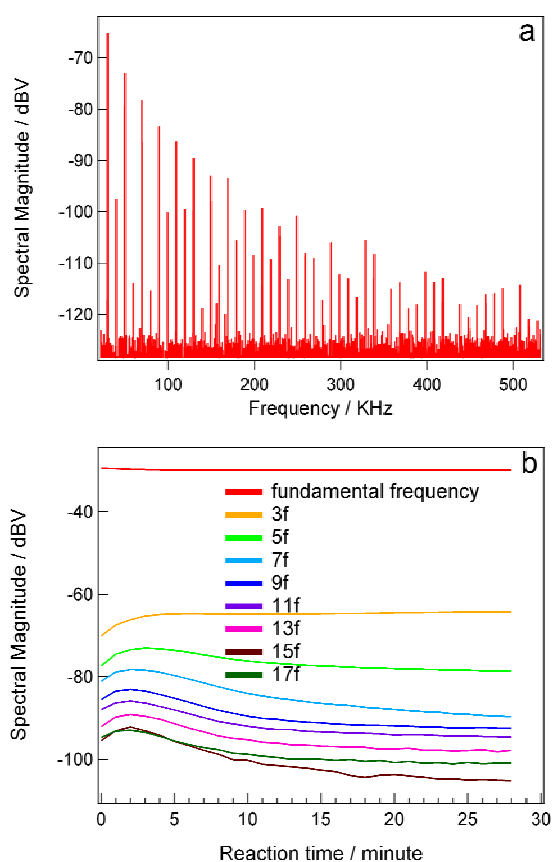 a
Spectral Magnitude / dBV
-70
-80
-90
-100
-110
-120
100
200
300
400
500
Frequency / KHz
b
Spectral Magnitude / dBV
-40
-60
-80
-100
fundamental frequency
3f
5f
7f
9f
11f
13f
15f
17f
0
5
10
15
20
25
30
Reaction time / minute